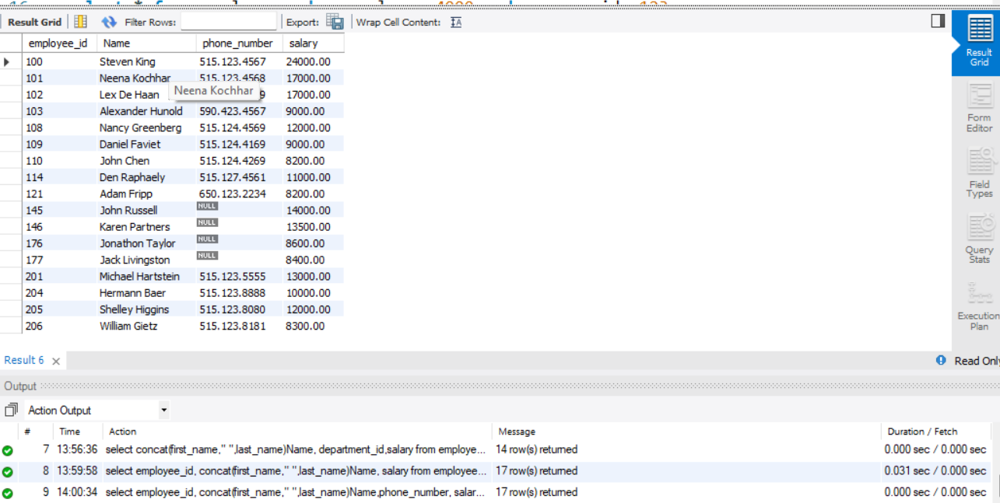 Result Grid Filter Rows: Export: Wrap Cell Content:
employee_id Name phone_number salary
100 Steven King 515.123.4567 24000.00
101 Neena Kochhar 515.123.4568 17000.00
102 Lex De Haan 9 17000.00
Neena Kochhar
103 Alexander Hunold 590.423.4567 9000.00
108 Nancy Greenberg 515.124.4569 12000.00
109 Daniel Faviet 515.124.4169 9000.00
110 John Chen 515.124.4269 8200.00
114 Den Raphaely 515.127.4561 11000.00
121 Adam Fripp 650.123.2234 8200.00
145 John Russell NULL 14000.00
146 Karen Partners NULL 13500.00
176 Jonathon Taylor NULL 8600.00
177 Jack Livingston NULL 8400.00
201 Michael Hartstein 515.123.5555 13000.00
204 Hermann Baer 515.123.8888 10000.00
205 Shelley Higgins 515.123.8080 12000.00
206 William Gietz 515.123.8181 8300.00
Result
Grid
Form
Editor
Field
Types
Query
Stats
Execution
Plan
Result 6 Read Only
Output
Action Output
# Time Action Message Duration / Fetch
7 13:56:36 select concat(first_name," ",last_name)Name, department_id,salary from employe... 14 row(s) returned 0.000 sec / 0.000 sec
8 13:59:58 select employee_id, concat(first_name," ",last_name)Name, salary from employee... 17 row(s) returned 0.031 sec / 0.000 sec
9 14:00:34 select employee_id, concat(first_name," ",last_name)Name,phone_number, salar... 17 row(s) returned 0.000 sec / 0.000 sec